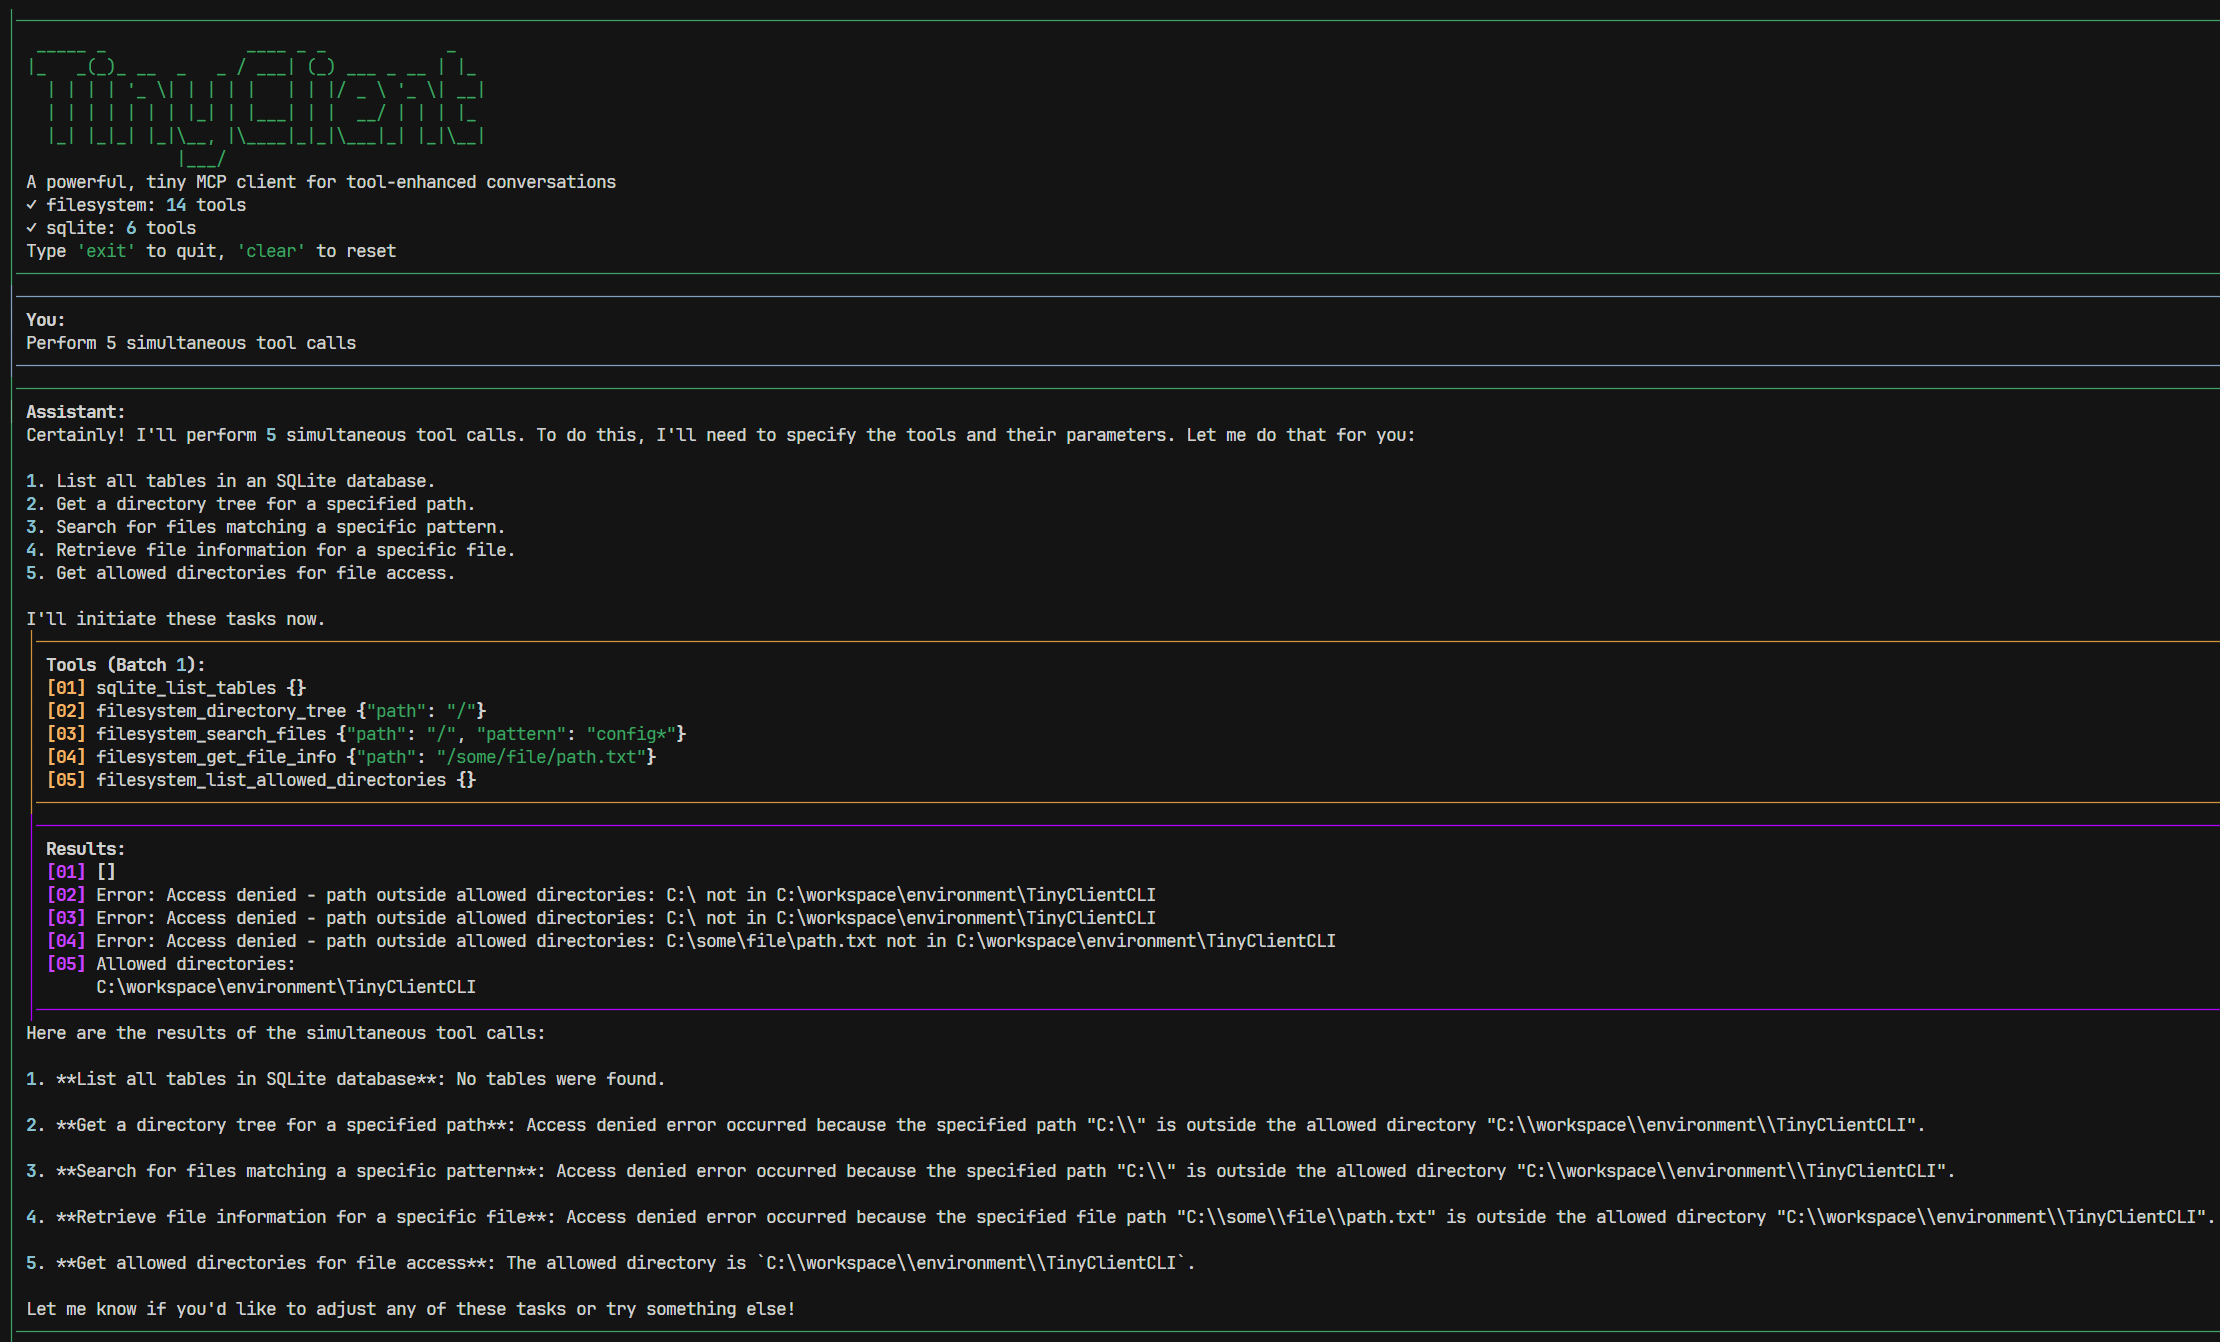 _____ _              ____ _ _            _
|_   _(_)_ __  _   _ / ___| (_) ___ _ __ | |_
  | | | | '_ \| | | | |   | | |/ _ \ '_ \| __|
  | | | | | | | |_| | |___| | |  __/ | | | |_
  |_| |_|_| |_|\__, |\____|_|_|\___|_| |_|\__|
               |___/
A powerful, tiny MCP client for tool-enhanced conversations
✓ filesystem: 14 tools
✓ sqlite: 6 tools
Type 'exit' to quit, 'clear' to reset
You:
Perform 5 simultaneous tool calls
Assistant:
Certainly! I'll perform 5 simultaneous tool calls. To do this, I'll need to specify the tools and their parameters. Let me do that for you:
1. List all tables in an SQLite database.
2. Get a directory tree for a specified path.
3. Search for files matching a specific pattern.
4. Retrieve file information for a specific file.
5. Get allowed directories for file access.
I'll initiate these tasks now.
Tools (Batch 1):
[01] sqlite_list_tables {}
[02] filesystem_directory_tree {"path": "/"}
[03] filesystem_search_files {"path": "/", "pattern": "config*"}
[04] filesystem_get_file_info {"path": "/some/file/path.txt"}
[05] filesystem_list_allowed_directories {}
Results:
[01] []
[02] Error: Access denied - path outside allowed directories: C:\ not in C:\workspace\environment\TinyClientCLI
[03] Error: Access denied - path outside allowed directories: C:\ not in C:\workspace\environment\TinyClientCLI
[04] Error: Access denied - path outside allowed directories: C:\some\file\path.txt not in C:\workspace\environment\TinyClientCLI
[05] Allowed directories:
C:\workspace\environment\TinyClientCLI
Here are the results of the simultaneous tool calls:
1. **List all tables in SQLite database**: No tables were found.
2. **Get a directory tree for a specified path**: Access denied error occurred because the specified path "C:\\" is outside the allowed directory "C:\\workspace\\environment\\TinyClientCLI".
3. **Search for files matching a specific pattern**: Access denied error occurred because the specified path "C:\\" is outside the allowed directory "C:\\workspace\\environment\\TinyClientCLI".
4. **Retrieve file information for a specific file**: Access denied error occurred because the specified file path "C:\\some\\file\\path.txt" is outside the allowed directory "C:\\workspace\\environment\\TinyClientCLI".
5. **Get allowed directories for file access**: The allowed directory is `C:\\workspace\\environment\\TinyClientCLI`.
Let me know if you'd like to adjust any of these tasks or try something else!